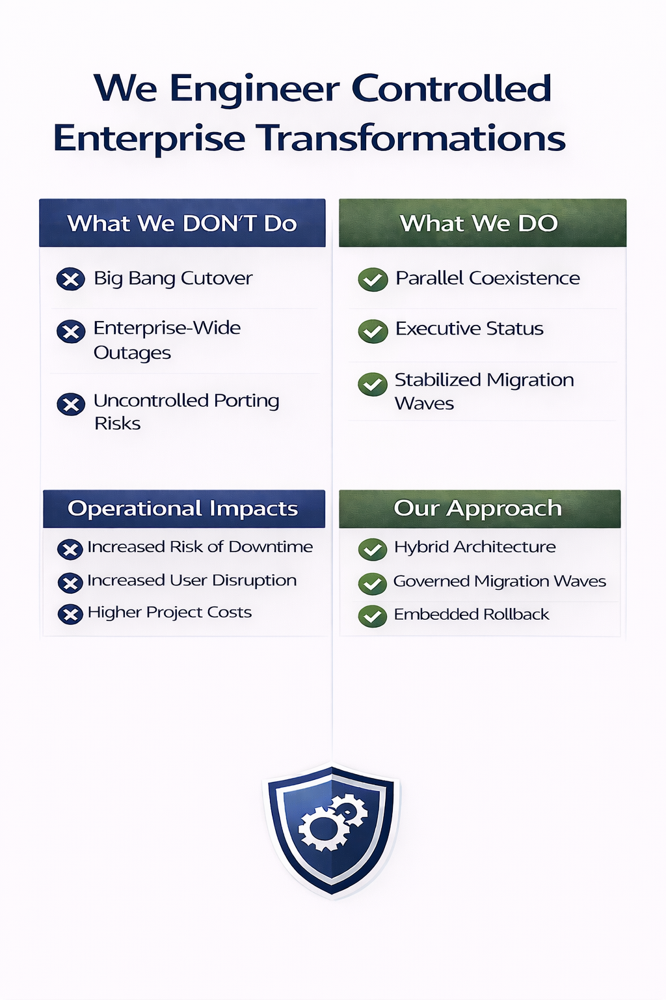 We Engineer Controlled
Enterprise Transformations
What We DON'T Do
Big Bang Cutover
Enterprise-Wide
Outages
Uncontrolled Porting
Risks
What We DO
Parallel Coexistence
Executive Status
Stabilized Migration
Waves
Operational Impacts
Increased Risk of Downtime
Increased User Disruption
Higher Project Costs
Our Approach
Hybrid Architecture
Governed Migration Waves
Embedded Rollback